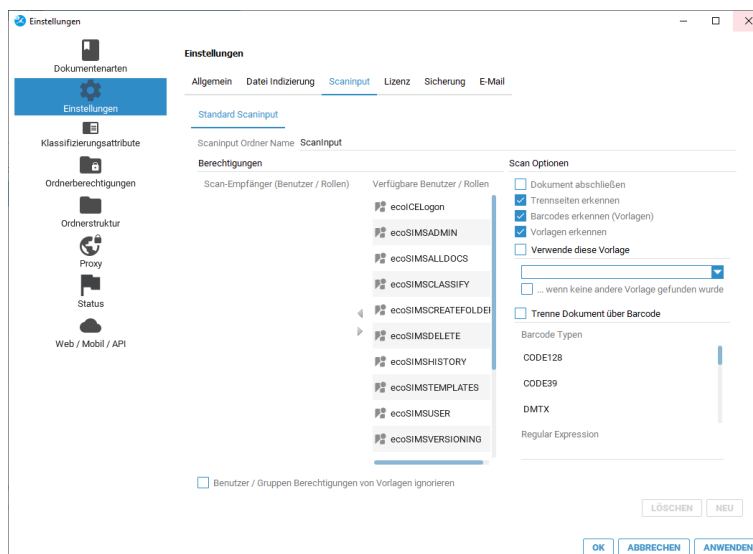 Einstellungen
Dokumentenarten
Einstellungen
Klassifizierungsattribute
Ordnerberechtigungen
Ordnerstruktur
Proxy
Status
Web / Mobil / API
Einstellungen
Allgemein Datei Indizierung Scaninput Lizenz Sicherung E-Mail
Standard Scaninput
Scaninput Ordner Name ScanInput
Berechtigungen
Scan-Empfänger (Benutzer / Rollen) Verfügbare Benutzer / Rollen
ecoICELogon
ecoSIMSADMIN
ecoSIMSALLDOCS
ecoSIMSCLASSIFY
ecoSIMSCREATEFOLDER
ecoSIMSDELETE
ecoSIMSHISTORY
ecoSIMSTEMPLATES
ecoSIMSUSER
ecoSIMSVERSIONING
Benutzer / Gruppen Berechtigungen von Vorlagen ignorieren
Scan Optionen
Dokument abschließen
Trennseiten erkennen
Barcodes erkennen (Vorlagen)
Vorlagen erkennen
Verwende diese Vorlage
... wenn keine andere Vorlage gefunden wurde
Trenne Dokument über Barcode
Barcode Typen
CODE128
CODE39
DMTX
Regular Expression
LÖSCHEN NEU
OK ABBRECHEN ANWENDEN